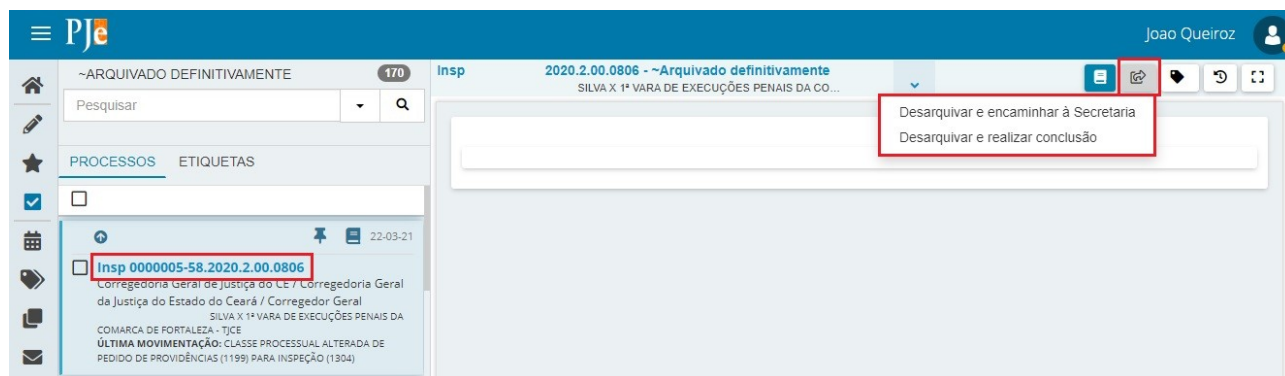 PJe
Joao Queiroz
~ARQUIVADO DEFINITIVAMENTE 170
Pesquisar
PROCESSOS ETIQUETAS
22-03-21
Insp 0000005-58.2020.2.00.0806
Corregedoria Geral de Justiça do CE / Corregedoria Geral
da Justiça do Estado do Ceará / Corregedor Geral
SILVA X 1ª VARA DE EXECUÇÕES PENAIS DA
COMARCA DE FORTALEZA - TJCE
ÚLTIMA MOVIMENTAÇÃO: CLASSE PROCESSUAL ALTERADA DE
PEDIDO DE PROVIDÊNCIAS (1199) PARA INSPEÇÃO (1304)
Insp 2020.2.00.0806 - ~Arquivado definitivamente
SILVA X 1ª VARA DE EXECUÇÕES PENAIS DA CO...
Desarquivar e encaminhar à Secretaria
Desarquivar e realizar conclusão